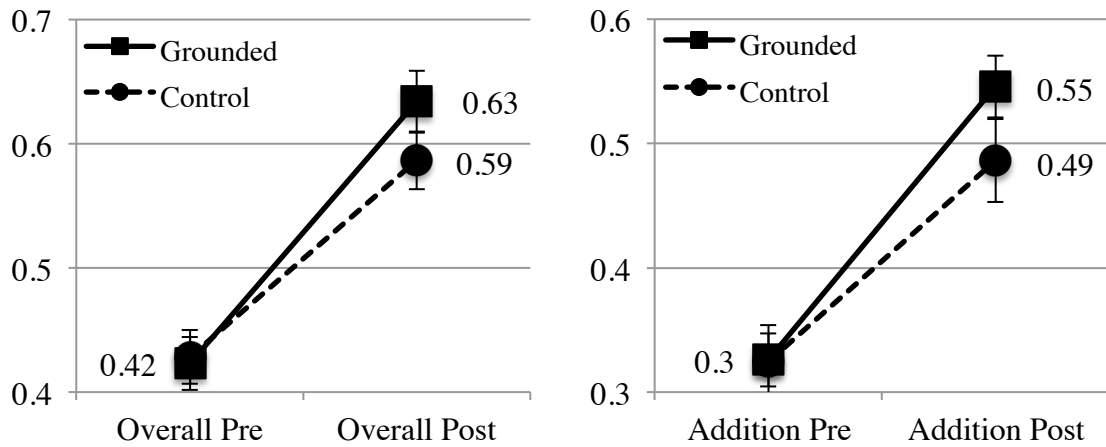 0.7
0.6
0.5
0.4
Grounded
Control
0.63
0.59
0.42
Overall Pre
Overall Post
0.6
0.5
0.4
0.3
Grounded
Control
0.55
0.49
0.3
Addition Pre
Addition Post